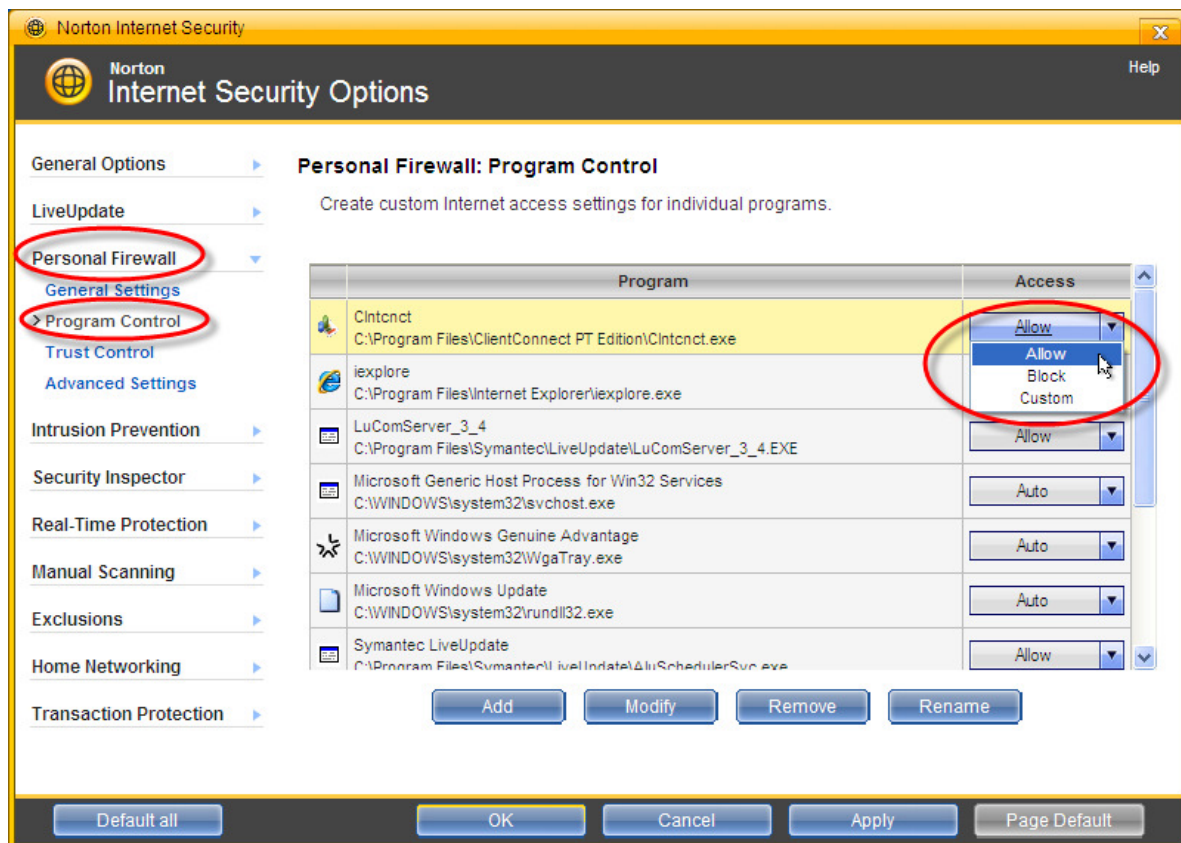 Norton Internet Security
Norton
Internet Security Options
Help
General Options
LiveUpdate
Personal Firewall
General Settings
Program Control
Trust Control
Advanced Settings
Intrusion Prevention
Security Inspector
Real-Time Protection
Manual Scanning
Exclusions
Home Networking
Transaction Protection
Personal Firewall: Program Control
Create custom Internet access settings for individual programs.
Program Access
Clntcnct
C:\Program Files\ClientConnect PT Edition\Clntcnct.exe
Allow
Allow
Block
Custom
iexplore
C:\Program Files\Internet Explorer\iexplore.exe
LuComServer_3_4
C:\Program Files\Symantec\LiveUpdate\LuComServer_3_4.EXE
Allow
Microsoft Generic Host Process for Win32 Services
C:\WINDOWS\system32\svchost.exe
Auto
Microsoft Windows Genuine Advantage
C:\WINDOWS\system32\WgaTray.exe
Auto
Microsoft Windows Update
C:\WINDOWS\system32\rundll32.exe
Auto
Symantec LiveUpdate
C:\Program Files\Symantec\LiveUpdate\AluSchedulerSvc.exe
Allow
Add Modify Remove Rename
Default all OK Cancel Apply Page Default